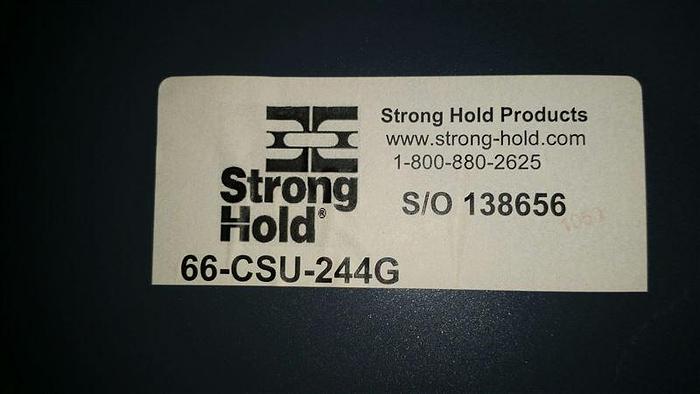 Strong Hold Products
www.strong-hold.com
1-800-880-2625
S/O 138656
Strong
Hold®
66-CSU-244G